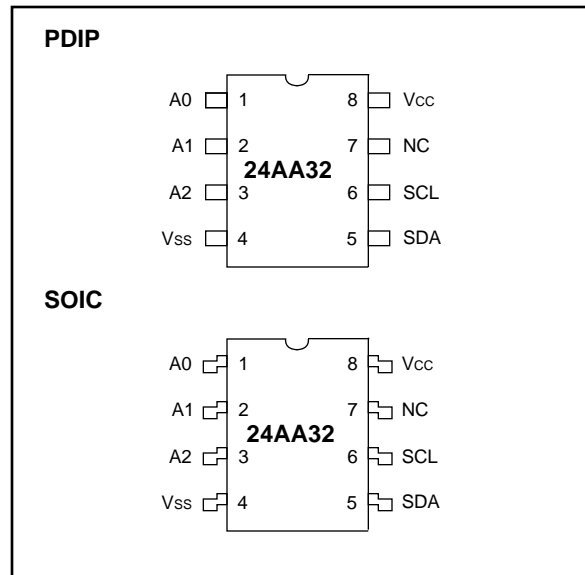 PDIP
A0 1 8 Vcc
A1 2 7 NC
24AA32
A2 3 6 SCL
Vss 4 5 SDA
SOIC
A0 1 8 Vcc
A1 2 7 NC
24AA32
A2 3 6 SCL
Vss 4 5 SDA